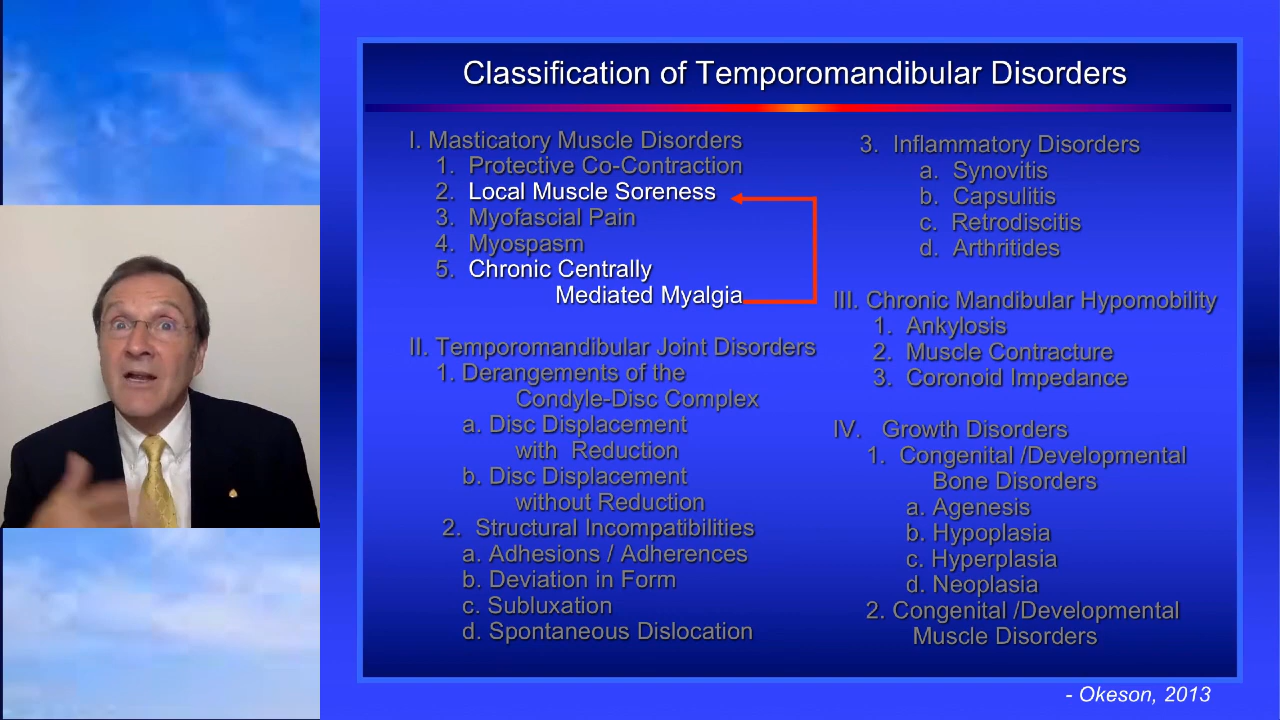 Classification of Temporomandibular Disorders
I. Masticatory Muscle Disorders
1. Protective Co-Contraction
2. Local Muscle Soreness
3. Myofascial Pain
4. Myospasm
5. Chronic Centrally
Mediated Myalgia
II. Temporomandibular Joint Disorders
1. Derangements of the
Condyle-Disc Complex
a. Disc Displacement
with Reduction
b. Disc Displacement
without Reduction
2. Structural Incompatibilities
a. Adhesions / Adherences
b. Deviation in Form
c. Subluxation
d. Spontaneous Dislocation
3. Inflammatory Disorders
a. Synovitis
b. Capsulitis
c. Retrodiscitis
d. Arthritides
III. Chronic Mandibular Hypomobility
1. Ankylosis
2. Muscle Contracture
3. Coronoid Impedance
IV. Growth Disorders
1. Congenital /Developmental
Bone Disorders
a. Agenesis
b. Hypoplasia
c. Hyperplasia
d. Neoplasia
2. Congenital /Developmental
Muscle Disorders
- Okeson, 2013